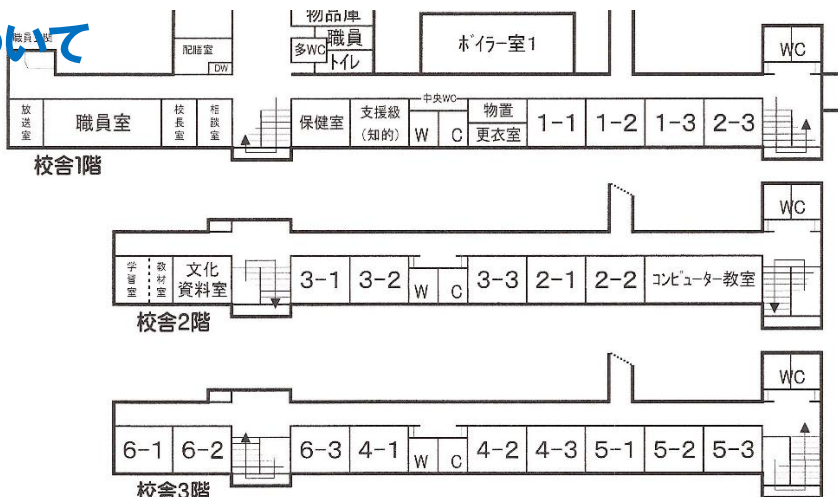 ついて
物品庫
配膳室
DW
多WC
職員
トイレ
ボイラー室1
WC
放送室
職員室
校長室
相談室
保健室
支援級
(知的)
中央WC
W C
物置
更衣室
1-1
1-2
1-3
2-3
校舎1階
WC
学習室
教材室
文化
資料室
3-1
3-2
W C
3-3
2-1
2-2
コンピューター教室
校舎2階
WC
6-1
6-2
6-3
4-1
W C
4-2
4-3
5-1
5-2
5-3
校舎3階